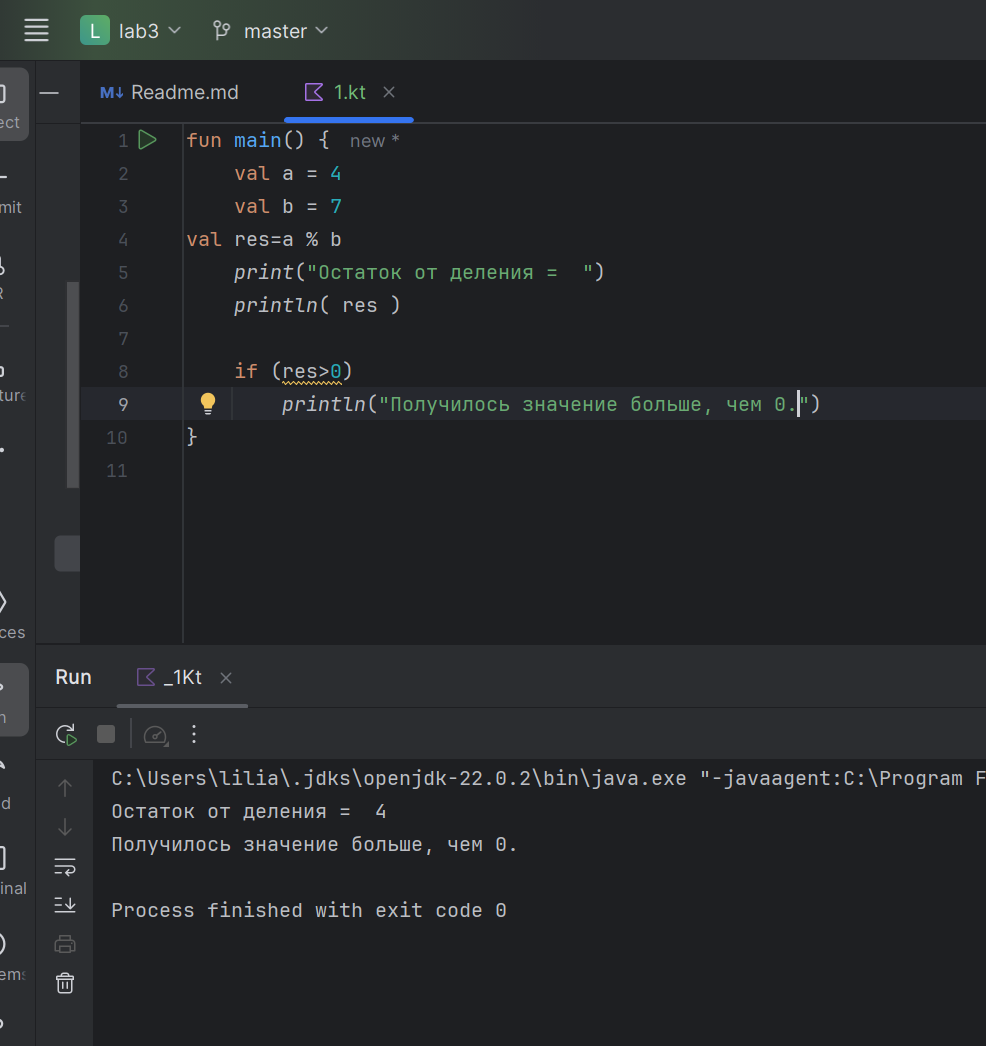 L lab3 master
ect
mit
R
ture
ces
n
d
inal
ems
M↓ Readme.md 1.kt
1 fun main() { new *
2 val a = 4
3 val b = 7
4 val res=a % b
5 print("Остаток от деления =  ")
6 println( res )
7
8 if (res>0)
9 println("Получилось значение больше, чем 0.")
10 }
11
Run _1Kt
C:\Users\lilia\.jdks\openjdk-22.0.2\bin\java.exe "-javaagent:C:\Program F
Остаток от деления =  4
Получилось значение больше, чем 0.
Process finished with exit code 0